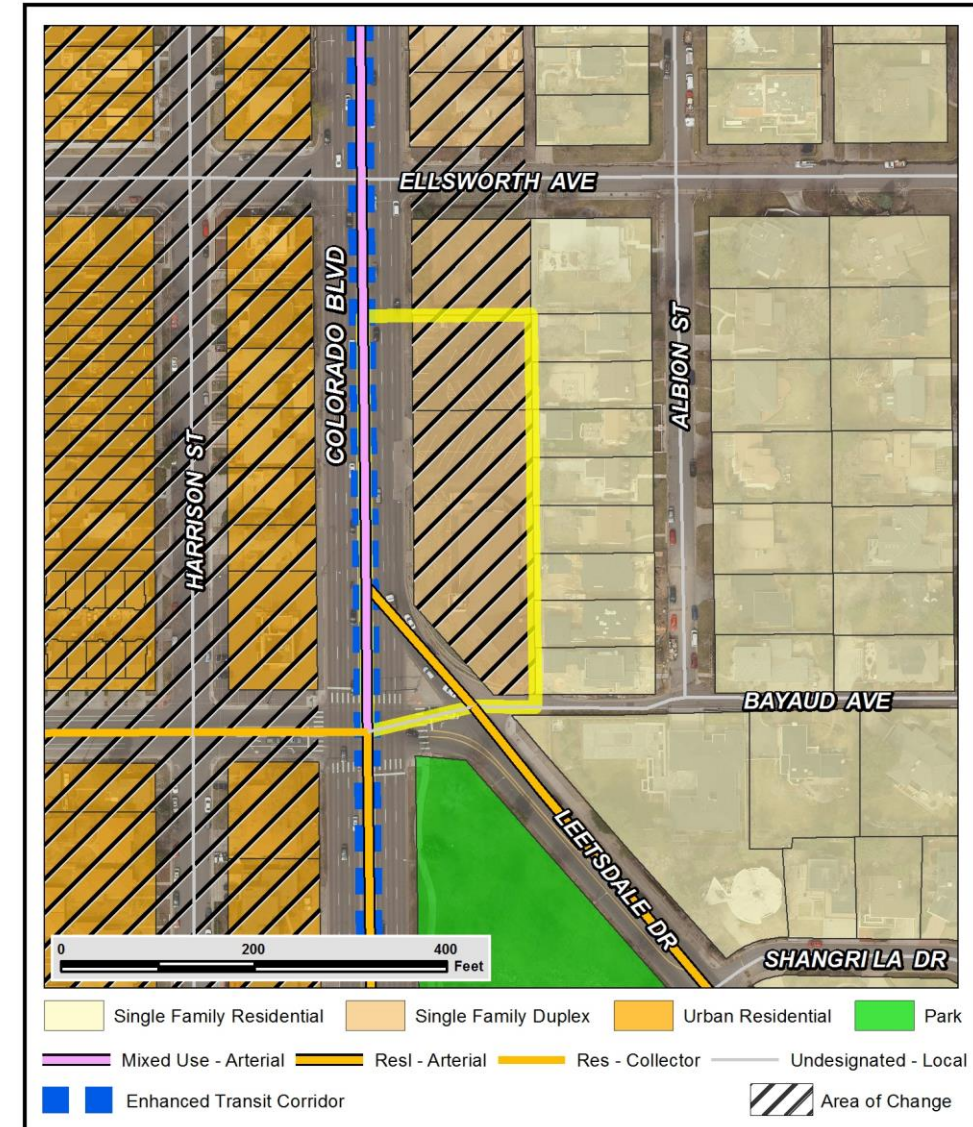 ELLSWORTH AVE
COLORADO BLVD
ALBION ST
HARRISON ST
BAYAUD AVE
LEETSDALE DR
SHANGRI LA DR
0 200 400
Feet
Single Family Residential Single Family Duplex Urban Residential Park
Mixed Use - Arterial ResI - Arterial Res - Collector Undesignated - Local
Enhanced Transit Corridor Area of Change